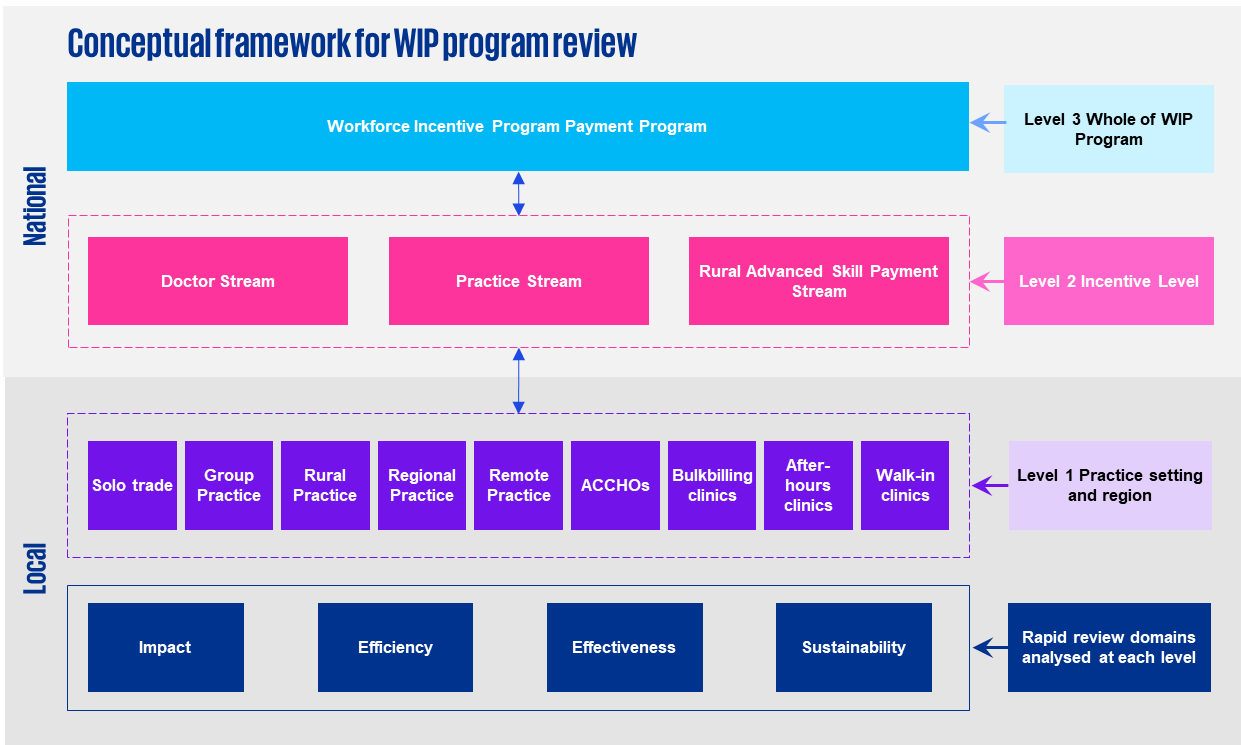 Conceptual framework for WIP program review
National
Workforce Incentive Program Payment Program
Level 3 Whole of WIP
Program
Doctor Stream
Practice Stream
Rural Advanced Skill Payment
Stream
Level 2 Incentive Level
Local
Solo trade
Group
Practice
Rural
Practice
Regional
Practice
Remote
Practice
ACCHOs
Bulkbilling
clinics
After-
hours
clinics
Walk-in
clinics
Level 1 Practice setting
and region
Impact
Efficiency
Effectiveness
Sustainability
Rapid review domains
analysed at each level